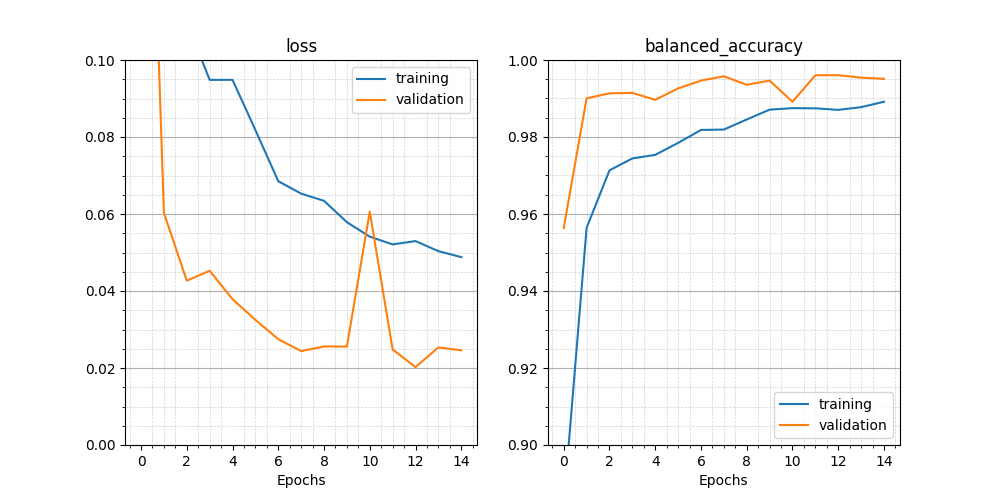 loss
0.10
0.08
0.06
0.04
0.02
0.00
training
validation
0 2 4 6 8 10 12 14
Epochs
balanced_accuracy
1.00
0.98
0.96
0.94
0.92
0.90
training
validation
0 2 4 6 8 10 12 14
Epochs